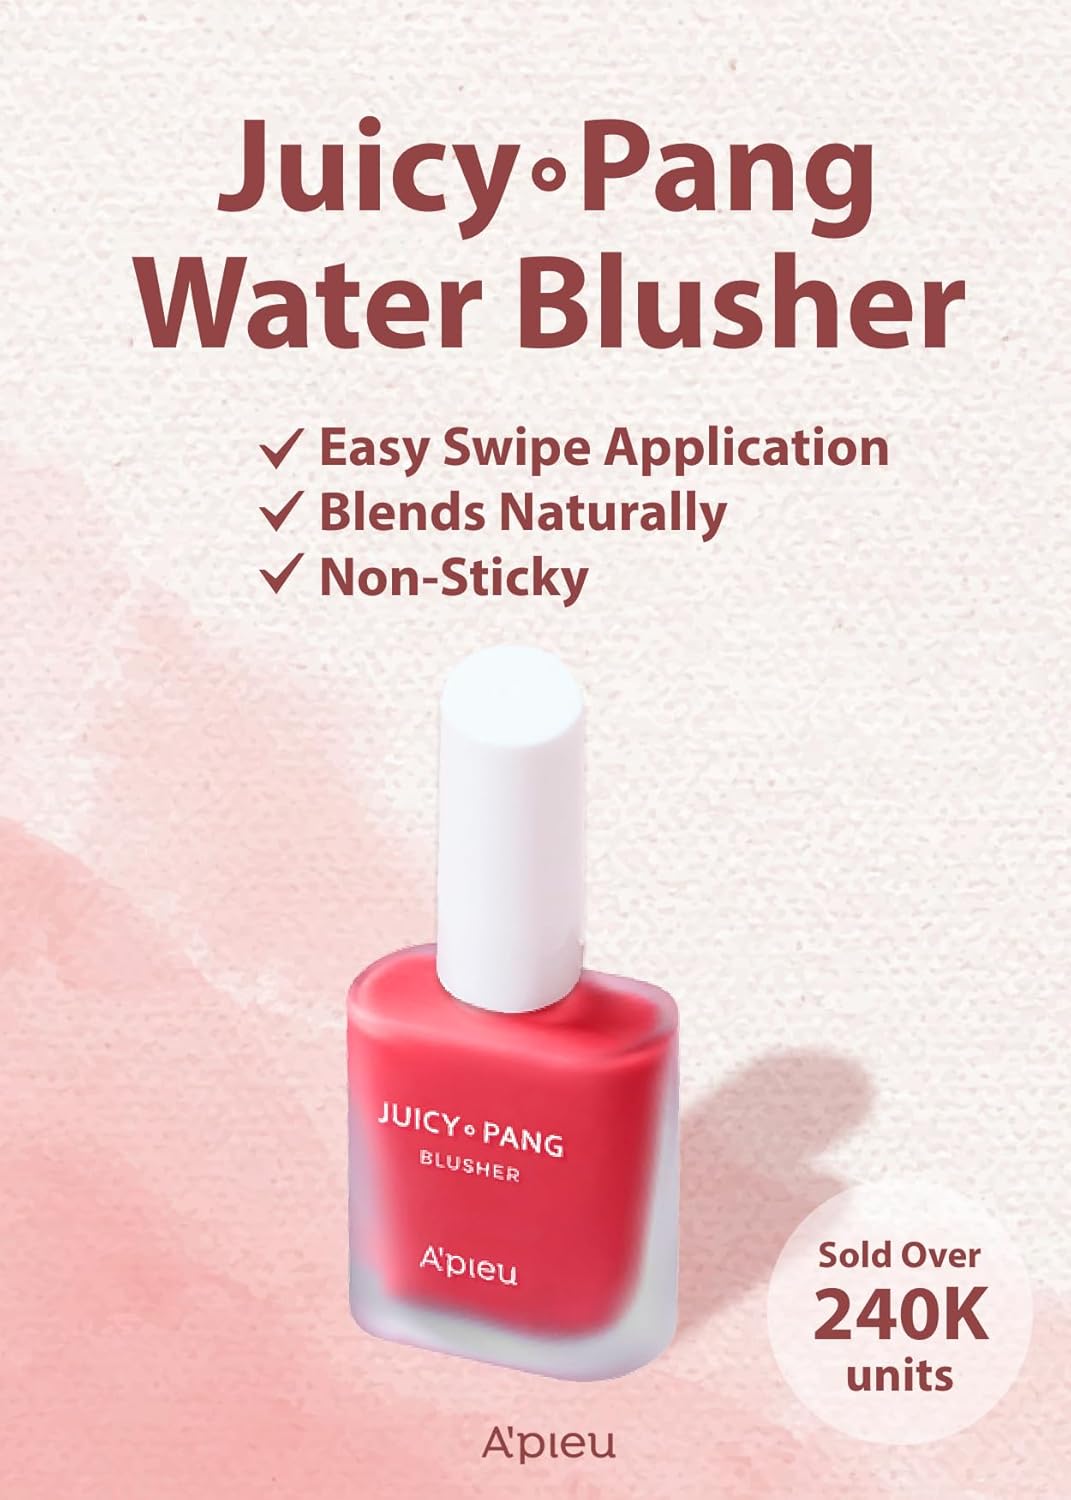 Juicy∘Pang
Water Blusher
✓ Easy Swipe Application
✓ Blends Naturally
✓ Non-Sticky
JUICY∘PANG
BLUSHER
A'pieu
Sold Over
240K
units
A'pieu